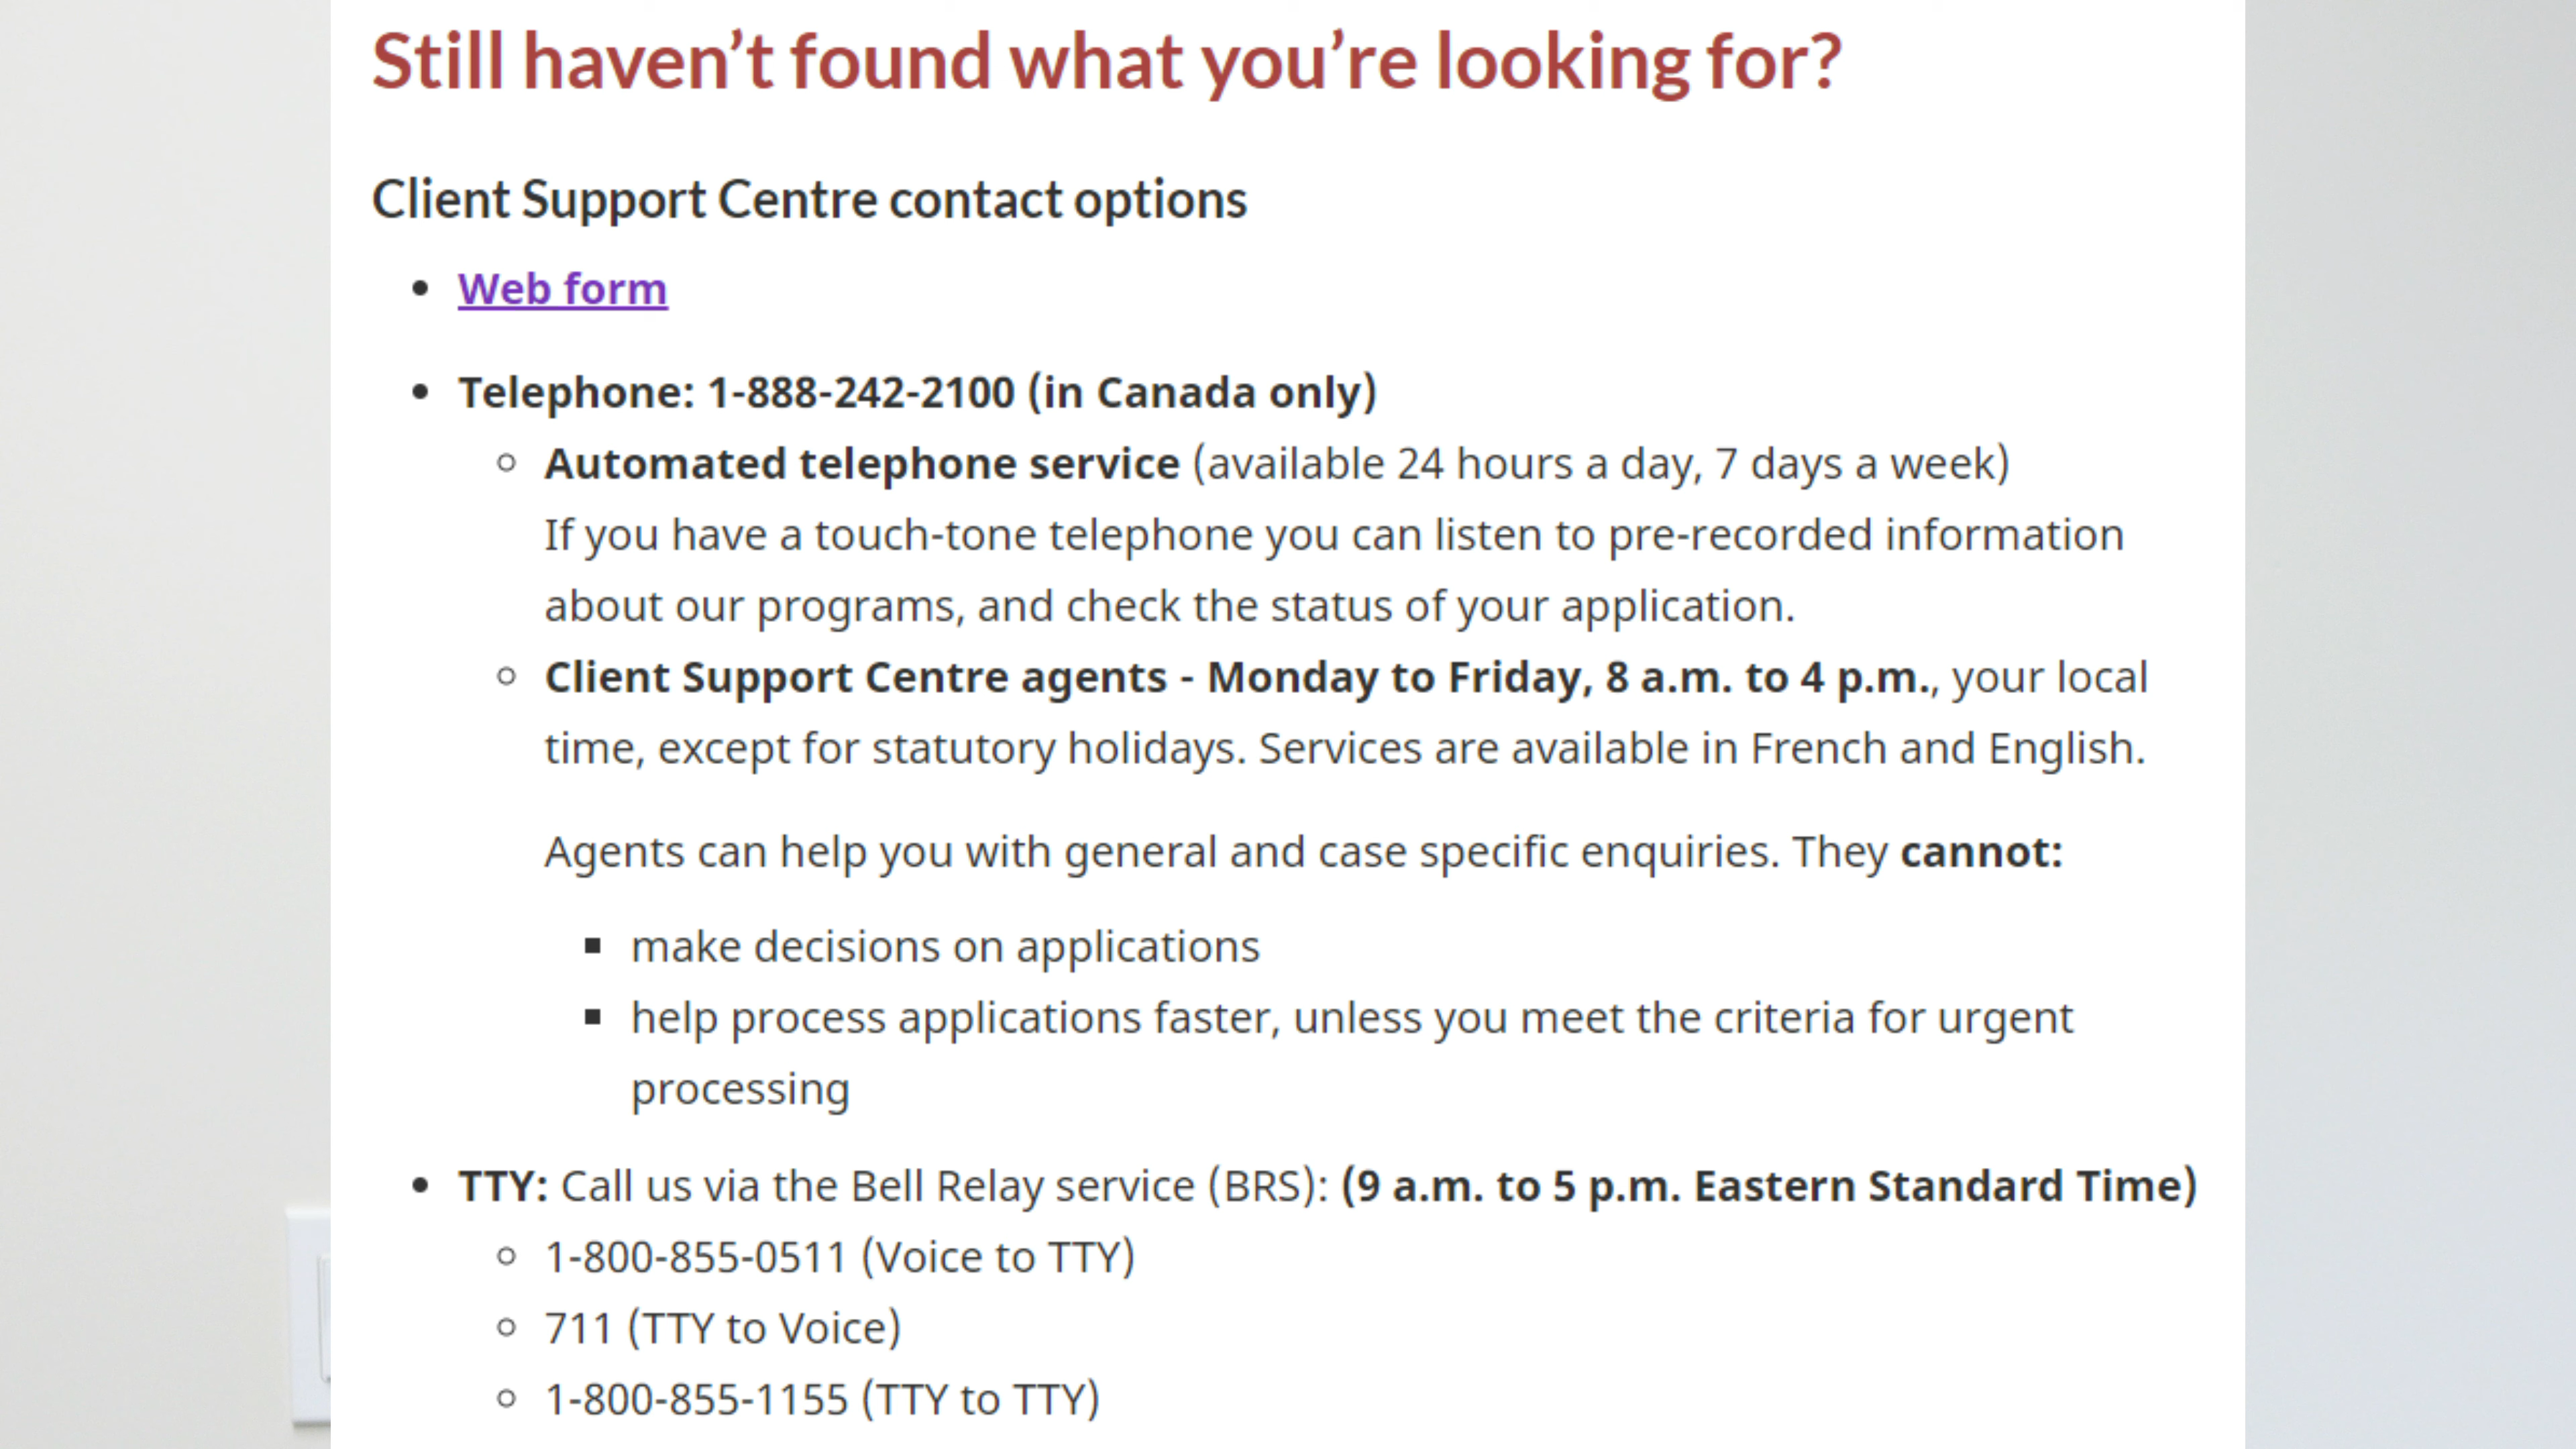 Still haven’t found what you’re looking for?
Client Support Centre contact options
Web form
Telephone: 1-888-242-2100 (in Canada only)
Automated telephone service (available 24 hours a day, 7 days a week)
If you have a touch-tone telephone you can listen to pre-recorded information
about our programs, and check the status of your application.
Client Support Centre agents - Monday to Friday, 8 a.m. to 4 p.m., your local
time, except for statutory holidays. Services are available in French and English.
Agents can help you with general and case specific enquiries. They cannot:
make decisions on applications
help process applications faster, unless you meet the criteria for urgent
processing
TTY: Call us via the Bell Relay service (BRS): (9 a.m. to 5 p.m. Eastern Standard Time)
1-800-855-0511 (Voice to TTY)
711 (TTY to Voice)
1-800-855-1155 (TTY to TTY)